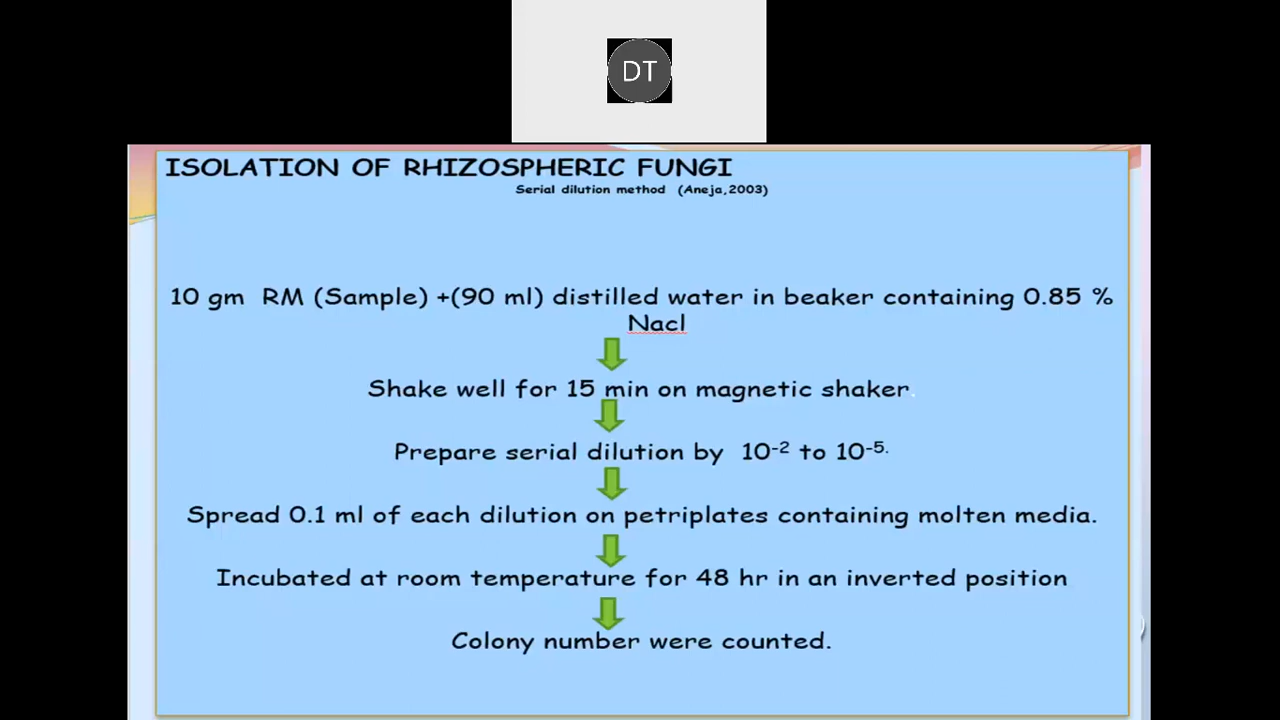 DT
ISOLATION OF RHIZOSPHERIC FUNGI
Serial dilution method (Aneja,2003)
10 gm RM (Sample) +(90 ml) distilled water in beaker containing 0.85 %
Nacl
Shake well for 15 min on magnetic shaker.
Prepare serial dilution by 10⁻² to 10⁻⁵.
Spread 0.1 ml of each dilution on petriplates containing molten media.
Incubated at room temperature for 48 hr in an inverted position
Colony number were counted.